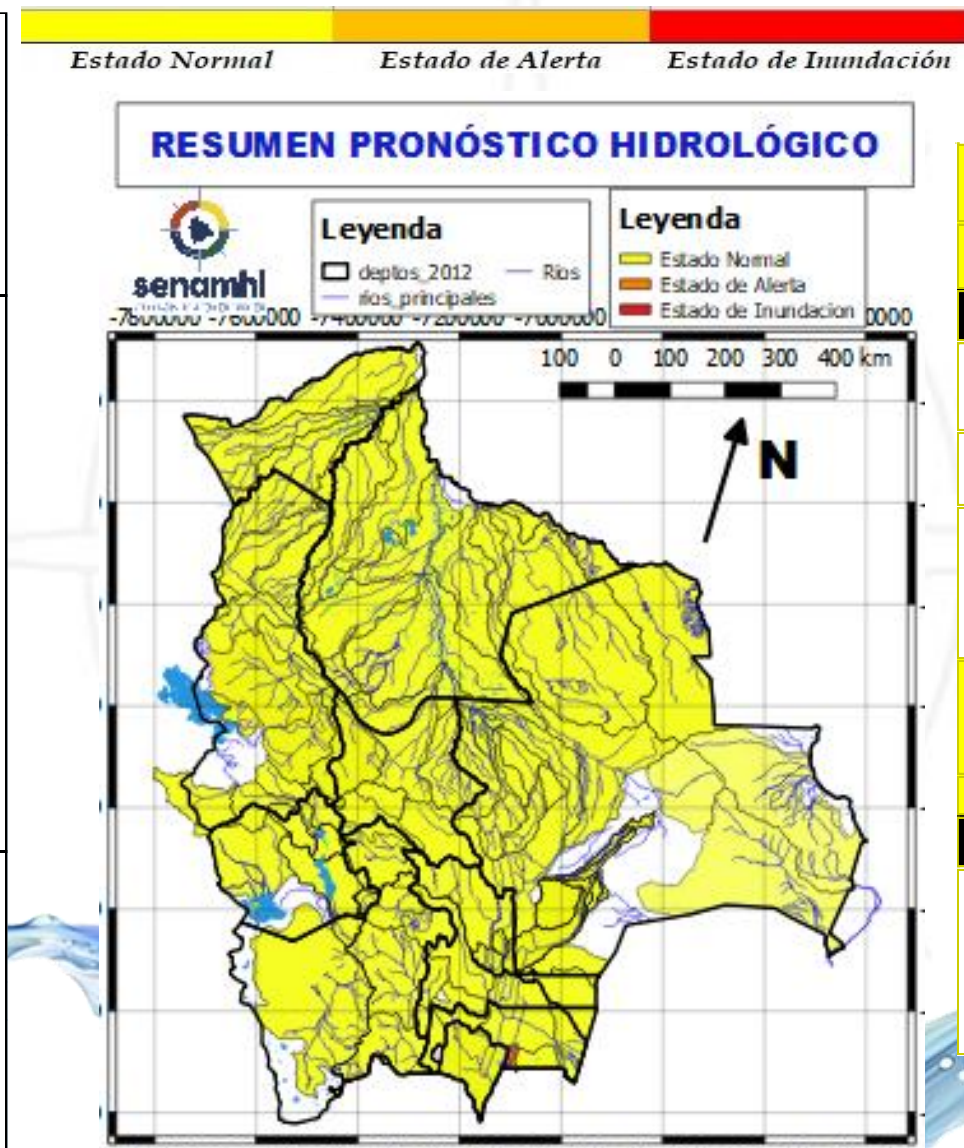 Estado Normal Estado de Alerta Estado de Inundación
RESUMEN PRONÓSTICO HIDROLÓGICO
senamhi
Leyenda
deptos_2012 Rios
rios_principales
Leyenda
Estado Normal
Estado de Alerta
Estado de Inundacion
-7800000 -7600000 -7400000 -7200000 -7000000
100 0 100 200 300 400 km
N